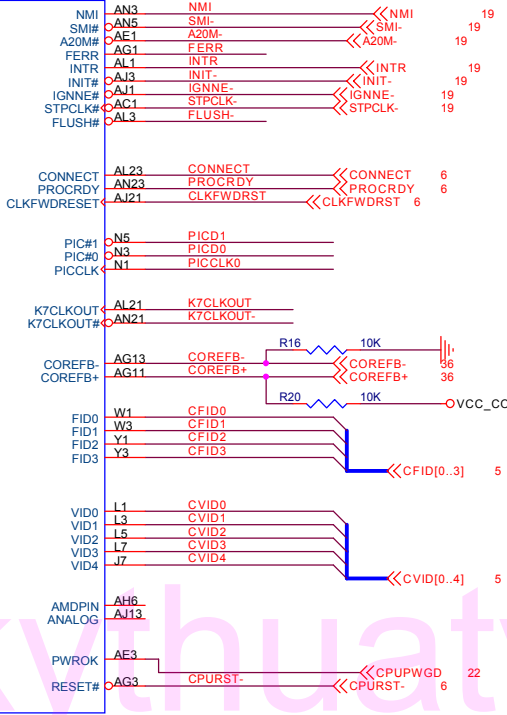 NMI AN3 NMI NMI 19
SMI# AN5 SMI- SMI- 19
A20M# AE1 A20M- A20M- 19
FERR AG1 FERR
INTR AL1 INTR INTR 19
INIT# AJ3 INIT- INIT- 19
IGNNE# AJ1 IGNNE- IGNNE- 19
STPCLK# AC1 STPCLK- STPCLK- 19
FLUSH# AL3 FLUSH-
CONNECT AL23 CONNECT CONNECT 6
PROCRDY AN23 PROCRDY PROCRDY 6
CLKFWDRESET AJ21 CLKFWDRST CLKFWDRST 6
PIC#1 N5 PICD1
PIC#0 N3 PICD0
PICCLK N1 PICCLK0
K7CLKOUT AL21 K7CLKOUT
K7CLKOUT# AN21 K7CLKOUT-
R16 10K
COREFB- AG13 COREFB- COREFB- 36
COREFB+ AG11 COREFB+ COREFB+ 36
R20 10K VCC_CO
FID0 W1 CFID0
FID1 W3 CFID1
FID2 Y1 CFID2
FID3 Y3 CFID3
CFID[0..3] 5
VID0 L1 CVID0
VID1 L3 CVID1
VID2 L5 CVID2
VID3 L7 CVID3
VID4 J7 CVID4
CVID[0..4] 5
AMDPIN AH6
ANALOG AJ13
PWROK AE3 CPUPWGD 22
RESET# AG3 CPURST- CPURST- 6
kythuat